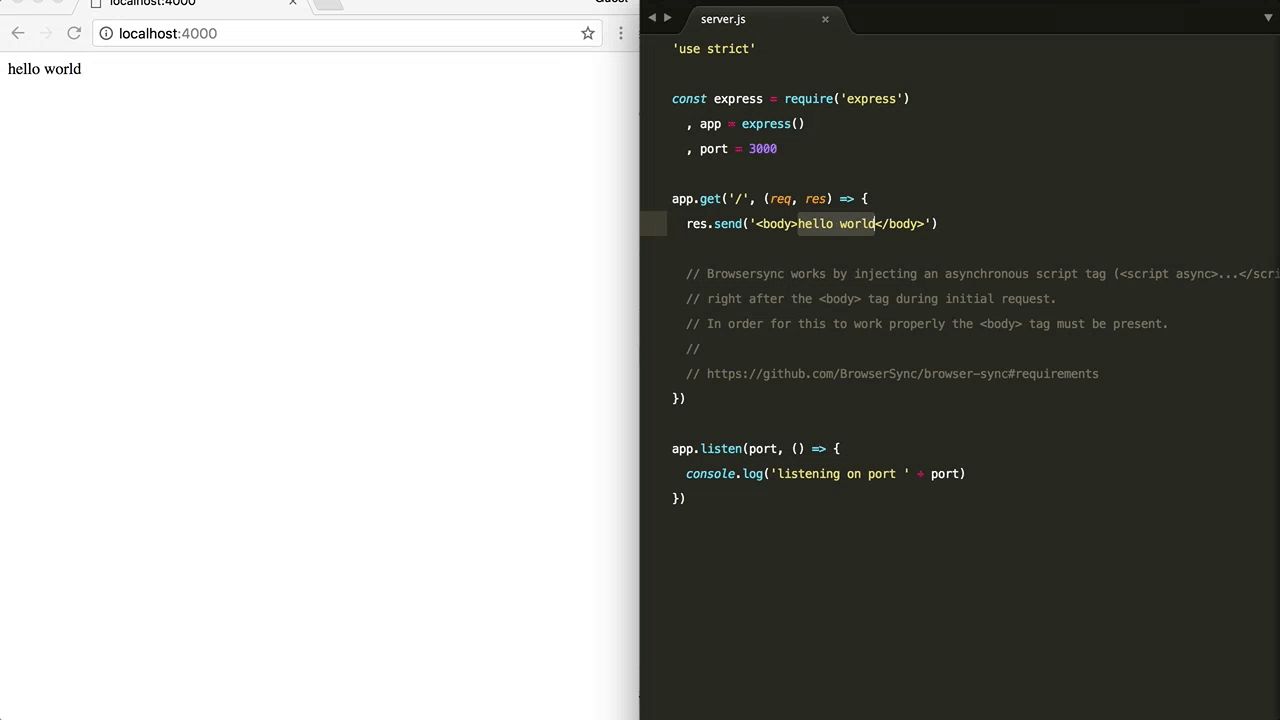 localhost:4000
Guest
localhost:4000
hello world
server.js
'use strict'
const express = require('express')
, app = express()
, port = 3000
app.get('/', (req, res) => {
res.send('<body>hello world</body>')
// Browsersync works by injecting an asynchronous script tag (<script async>...</scri
// right after the <body> tag during initial request.
// In order for this to work properly the <body> tag must be present.
//
// https://github.com/BrowserSync/browser-sync#requirements
})
app.listen(port, () => {
console.log('listening on port ' + port)
})